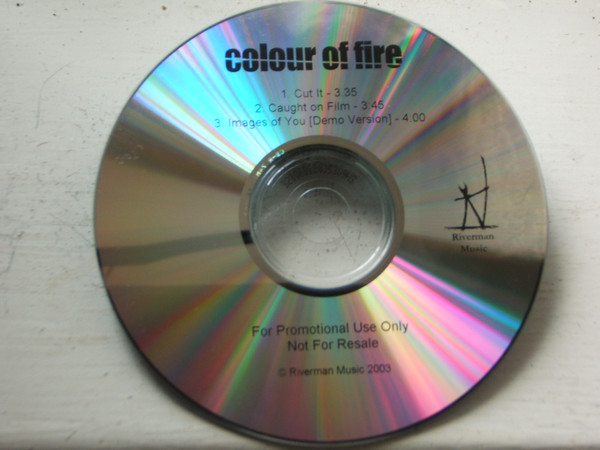 colour of fire
1. Cut It - 3.35
2. Caught on Film - 3.45
3. Images of You [Demo Version] - 4:00
Riverman
Music
For Promotional Use Only
Not For Resale
© Riverman Music 2003